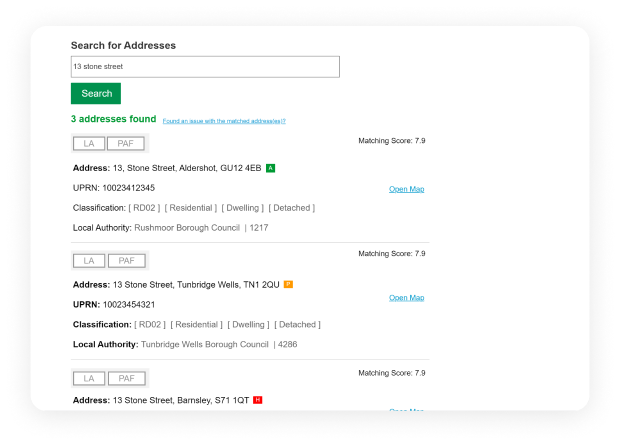 Search for Addresses
13 stone street
Search
3 addresses found Found an issue with the matched address(es)?
LA PAF Matching Score: 7.9
Address: 13, Stone Street, Aldershot, GU12 4EB A
UPRN: 10023412345 Open Map
Classification: [ RD02 ] [ Residential ] [ Dwelling ] [ Detached ]
Local Authority: Rushmoor Borough Council | 1217
LA PAF Matching Score: 7.9
Address: 13 Stone Street, Tunbridge Wells, TN1 2QU P
UPRN: 10023454321 Open Map
Classification: [ RD02 ] [ Residential ] [ Dwelling ] [ Detached ]
Local Authority: Tunbridge Wells Borough Council | 4286
LA PAF Matching Score: 7.9
Address: 13 Stone Street, Barnsley, S71 1QT H
Open Map